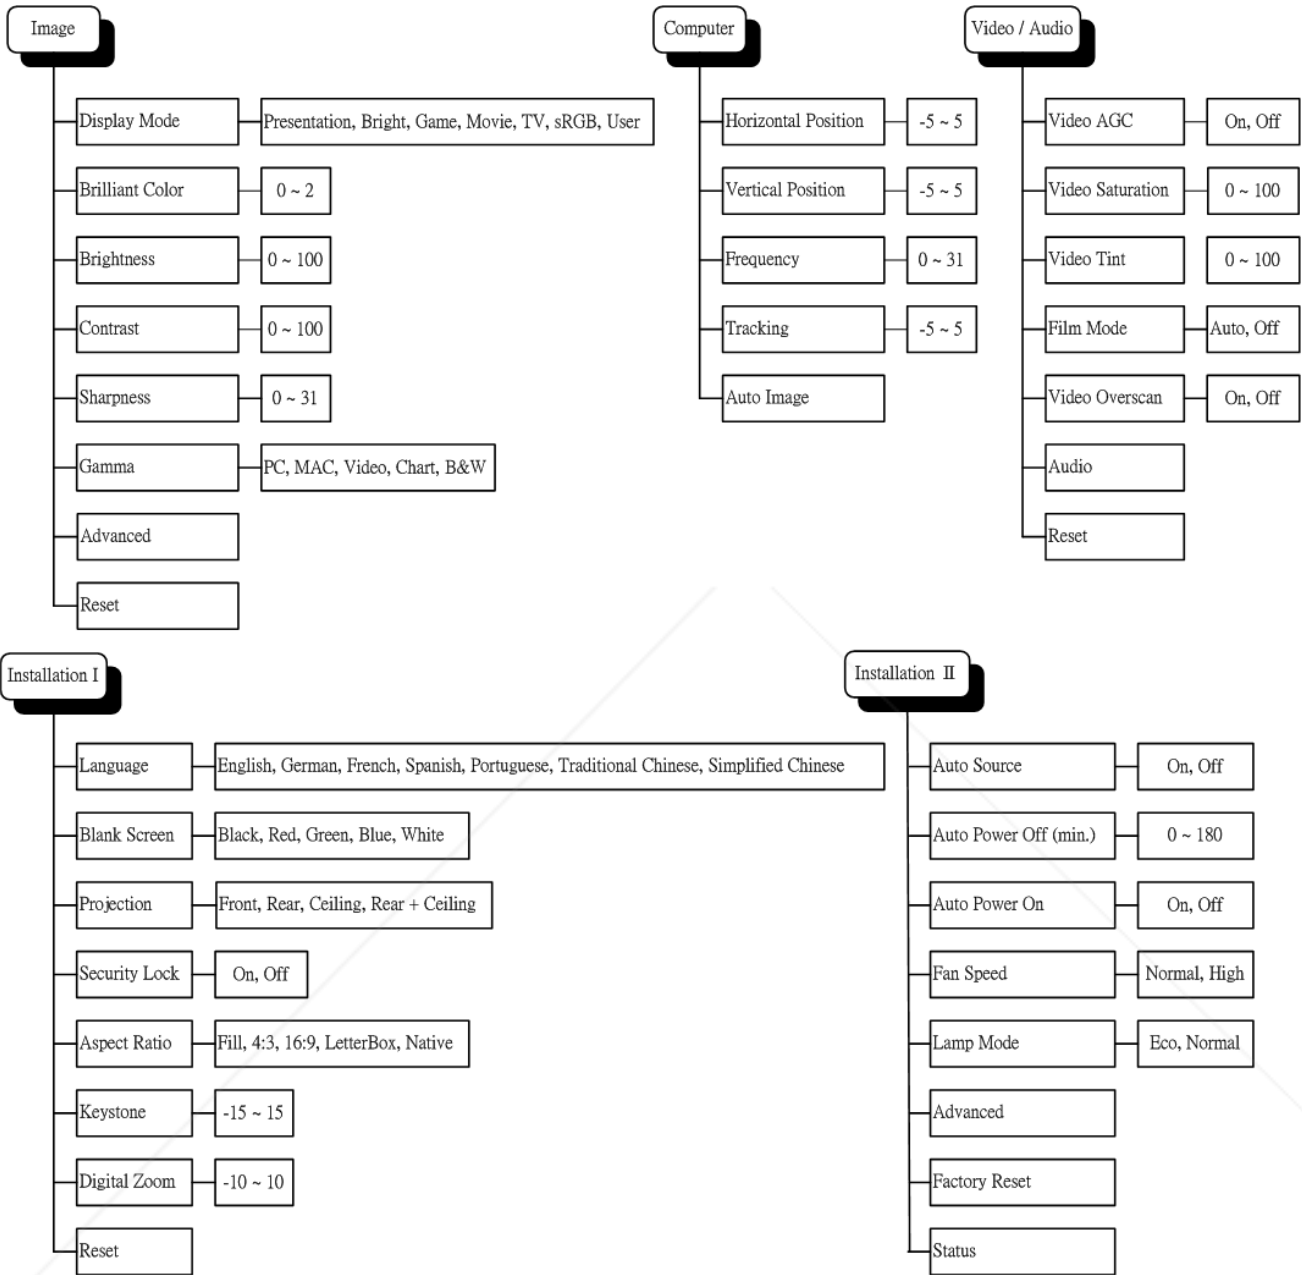 Image
Display Mode
Presentation, Bright, Game, Movie, TV, sRGB, User
Brilliant Color
0 ~ 2
Brightness
0 ~ 100
Contrast
0 ~ 100
Sharpness
0 ~ 31
Gamma
PC, MAC, Video, Chart, B&W
Advanced
Reset
Computer
Horizontal Position
-5 ~ 5
Vertical Position
-5 ~ 5
Frequency
0 ~ 31
Tracking
-5 ~ 5
Auto Image
Video / Audio
Video AGC
On, Off
Video Saturation
0 ~ 100
Video Tint
0 ~ 100
Film Mode
Auto, Off
Video Overscan
On, Off
Audio
Reset
Installation I
Language
English, German, French, Spanish, Portuguese, Traditional Chinese, Simplified Chinese
Blank Screen
Black, Red, Green, Blue, White
Projection
Front, Rear, Ceiling, Rear + Ceiling
Security Lock
On, Off
Aspect Ratio
Fill, 4:3, 16:9, LetterBox, Native
Keystone
-15 ~ 15
Digital Zoom
-10 ~ 10
Reset
Installation II
Auto Source
On, Off
Auto Power Off (min.)
0 ~ 180
Auto Power On
On, Off
Fan Speed
Normal, High
Lamp Mode
Eco, Normal
Advanced
Factory Reset
Status